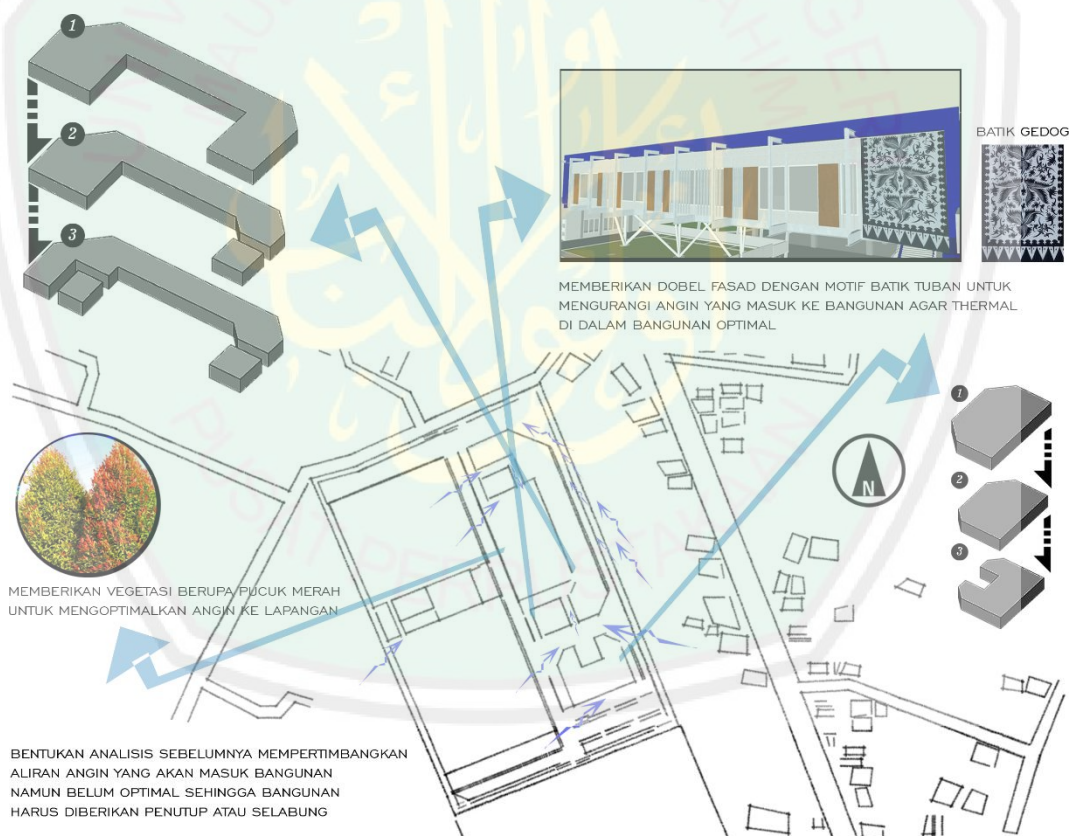 1
2
3
BATIK GEDOG
MEMBERIKAN DOBEL FASAD DENGAN MOTIF BATIK TUBAN UNTUK
MENGURANGI ANGIN YANG MASUK KE BANGUNAN AGAR THERMAL
DI DALAM BANGUNAN OPTIMAL
1
2
3
N
MEMBERIKAN VEGETASI BERUPA PUCUK MERAH
UNTUK MENGOPTIMALKAN ANGIN KE LAPANGAN
BENTUKAN ANALISIS SEBELUMNYA MEMPERTIMBANGKAN
ALIRAN ANGIN YANG AKAN MASUK BANGUNAN
NAMUN BELUM OPTIMAL SEHINGGA BANGUNAN
HARUS DIBERIKAN PENUTUP ATAU SELABUNG